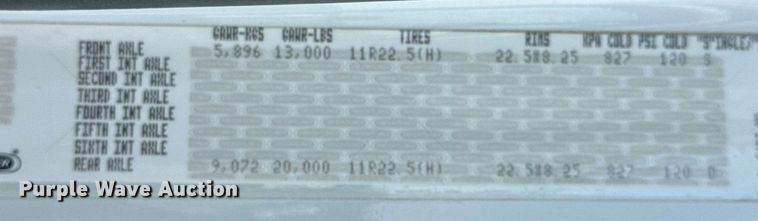 GAWR-KGS GAWR-LBS TIRES RIMS KPA COLD PSI COLD "SINGLE/"
FRONT AXLE 5,896 13,000 11R22.5(H) 22.5X8.25 827 120 S
FIRST INT AXLE
SECOND INT AXLE
THIRD INT AXLE
FOURTH INT AXLE
FIFTH INT AXLE
SIXTH INT AXLE
REAR AXLE 9,072 20,000 11R22.5(H) 22.5X8.25 827 120 D
Purple Wave Auction